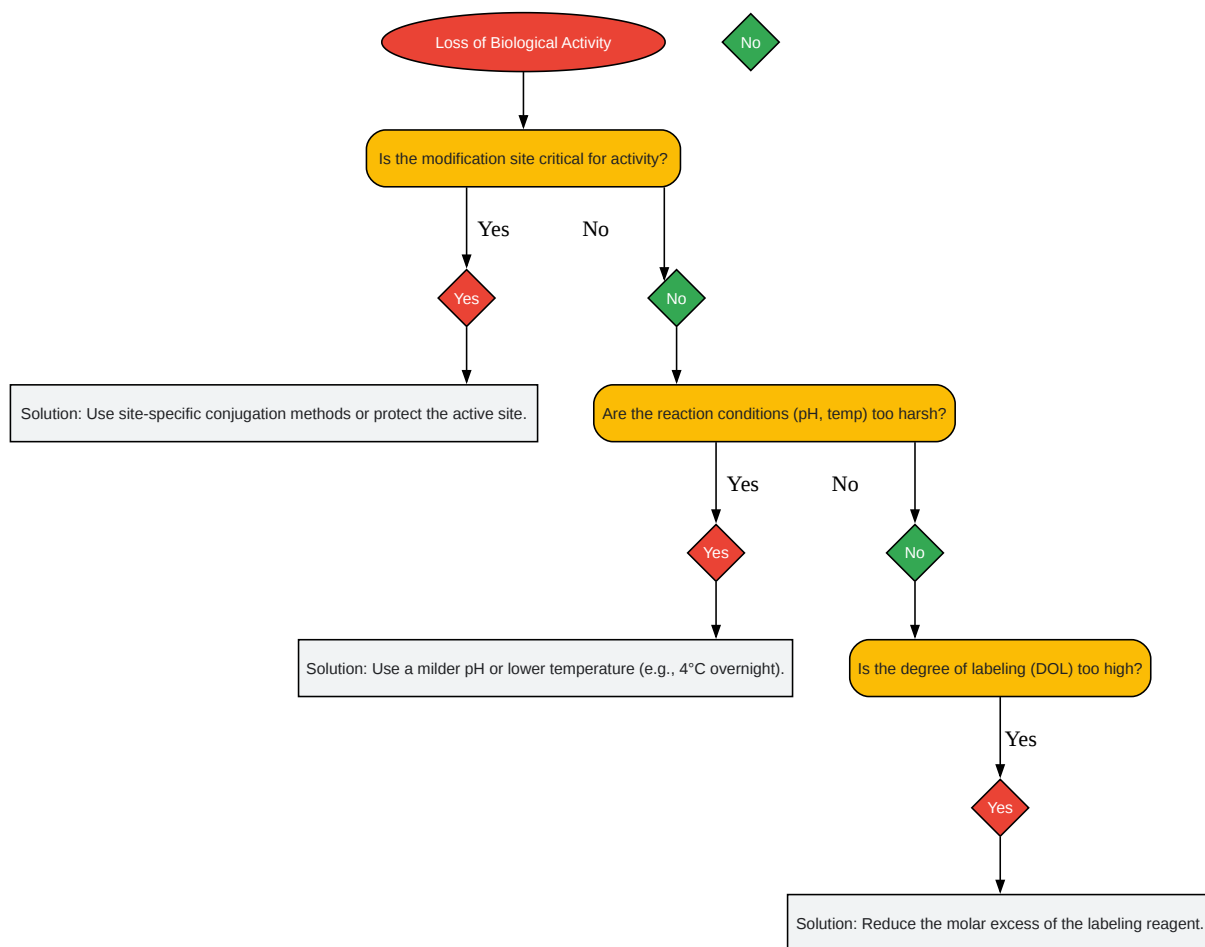 Loss of Biological Activity
No
Is the modification site critical for activity?
Yes
No
Yes
No
Solution: Use site-specific conjugation methods or protect the active site.
Are the reaction conditions (pH, temp) too harsh?
Yes
No
Yes
No
Solution: Use a milder pH or lower temperature (e.g., 4°C overnight).
Is the degree of labeling (DOL) too high?
Yes
Yes
Solution: Reduce the molar excess of the labeling reagent.